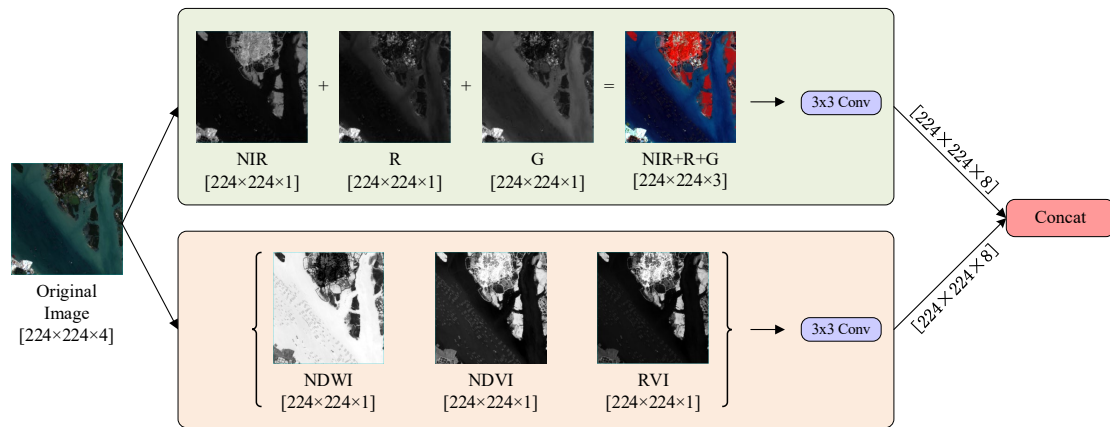 Original
Image
[224×224×4]
+
+
=
NIR
[224×224×1]
R
[224×224×1]
G
[224×224×1]
NIR+R+G
[224×224×3]
3x3 Conv
[224×224×8]
NDWI
[224×224×1]
NDVI
[224×224×1]
RVI
[224×224×1]
3x3 Conv
[224×224×8]
Concat